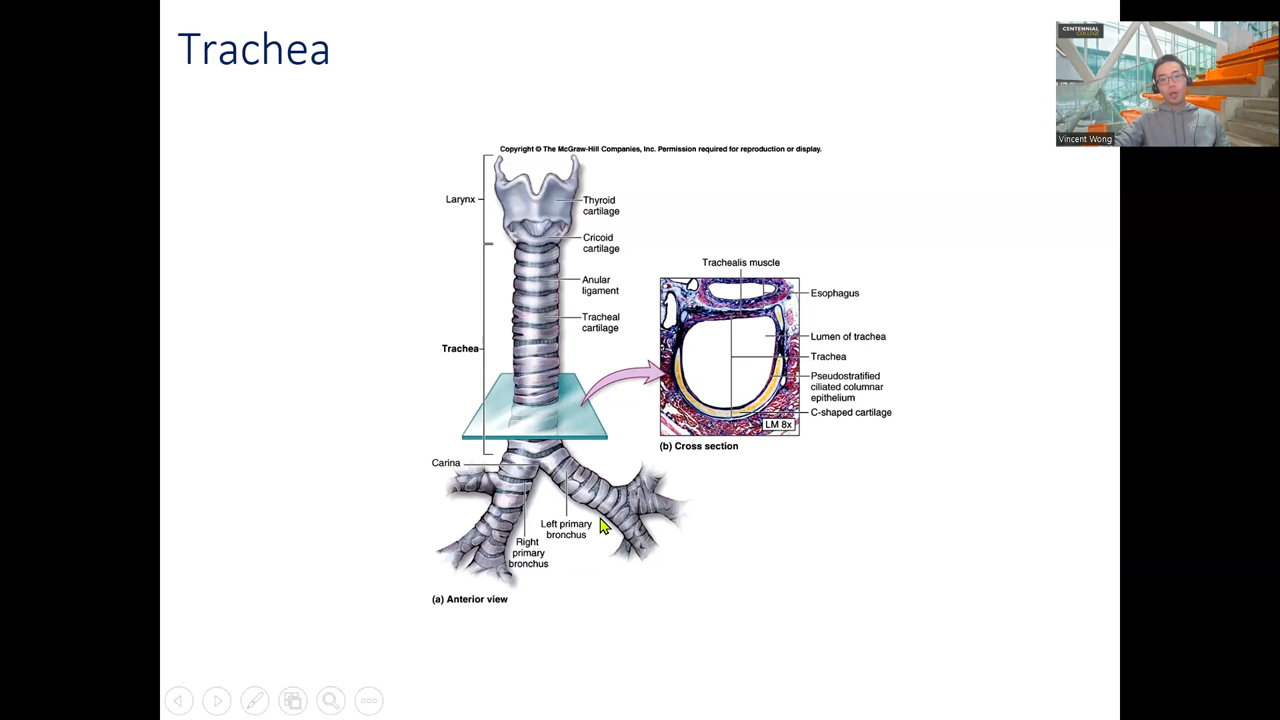 Trachea
CENTENNIAL
COLLEGE
Vincent Wong
Copyright © The McGraw-Hill Companies, Inc. Permission required for reproduction or display.
Larynx
Thyroid
cartilage
Cricoid
cartilage
Anular
ligament
Tracheal
cartilage
Trachea
Carina
Left primary
bronchus
Right
primary
bronchus
(a) Anterior view
Trachealis muscle
Esophagus
Lumen of trachea
Trachea
Pseudostratified
ciliated columnar
epithelium
C-shaped cartilage
LM 8x
(b) Cross section